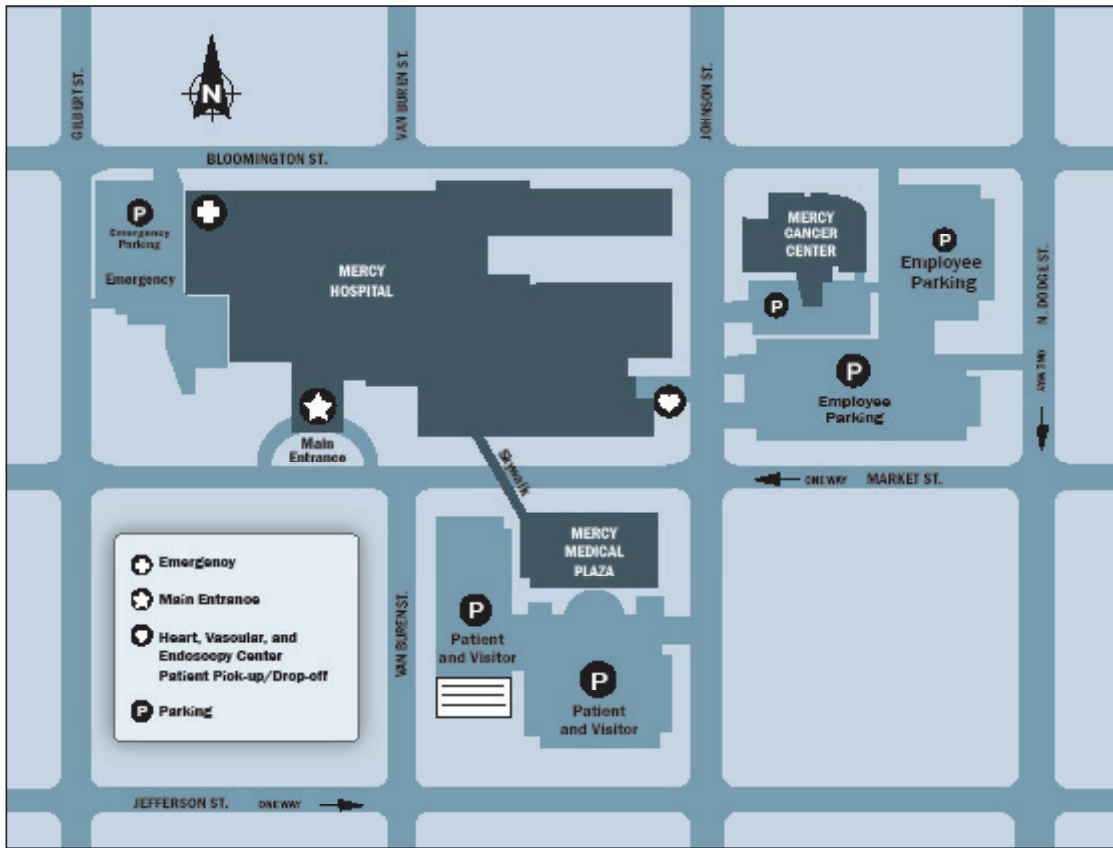 GILBERT ST.
VAN BUREN ST.
JOHNSON ST.
N
BLOOMINGTON ST.
P
Emergency
Parking
Emergency
MERCY
HOSPITAL
MERCY
CANCER
CENTER
P
P
Employee
Parking
N. DODGE ST.
ONE WAY
P
Employee
Parking
Main
Entrance
Skywalk
ONE WAY MARKET ST.
MERCY
MEDICAL
PLAZA
Emergency
Main Entrance
Heart, Vascular, and
Endoscopy Center
Patient Pick-up/Drop-off
P Parking
VAN BUREN ST.
P
Patient
and Visitor
P
Patient
and Visitor
JEFFERSON ST. ONE WAY